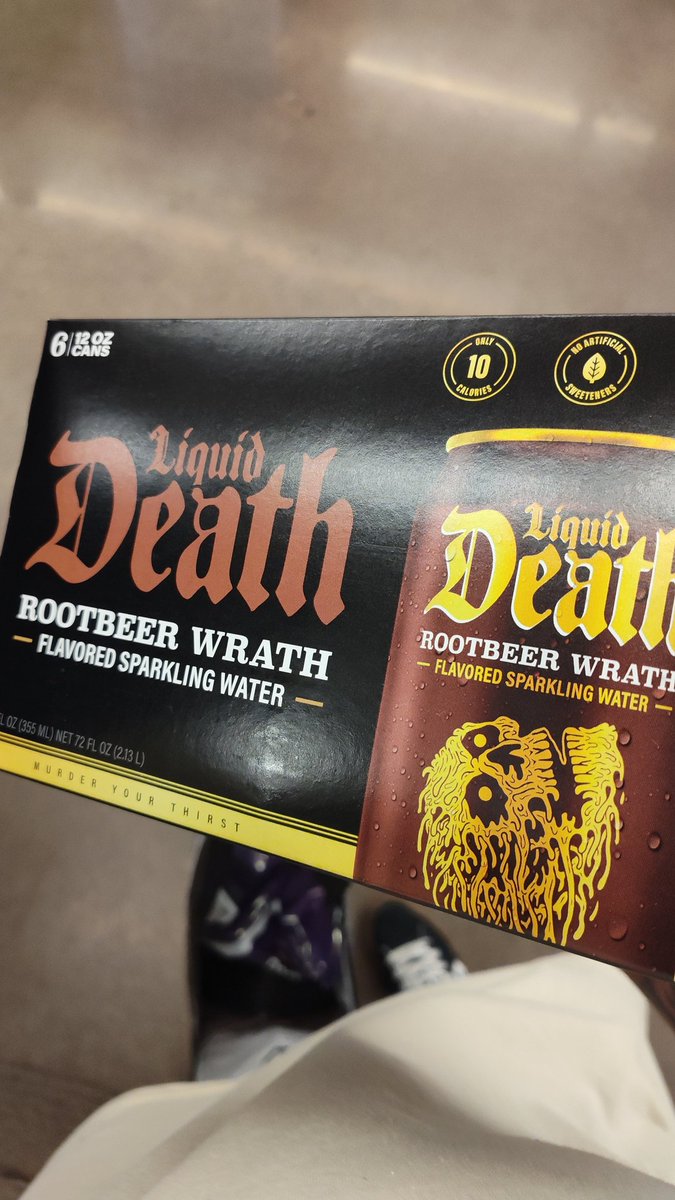 6 12 OZ
CANS
Liquid
Death
ROOTBEER WRATH
FLAVORED SPARKLING WATER
FL OZ (355 ML) NET 72 FL OZ (2.13 L)
MURDER YOUR THIRST
ONLY
10
CALORIES
NO ARTIFICIAL
SWEETENERS
Liquid
Death
ROOTBEER WRATH
FLAVORED SPARKLING WATER